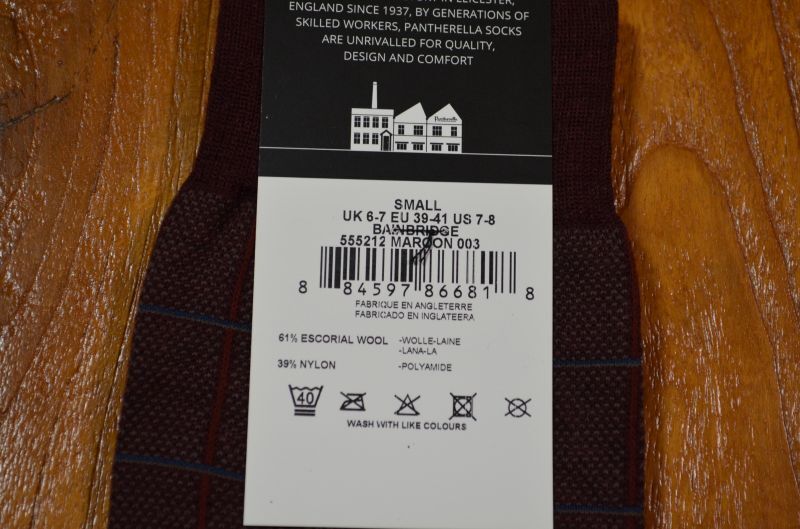 ENGLAND SINCE 1937, BY GENERATIONS OF
SKILLED WORKERS, PANTHERELLA SOCKS
ARE UNRIVALLED FOR QUALITY,
DESIGN AND COMFORT
Pantherella
SMALL
UK 6-7 EU 39-41 US 7-8
BAINBRIDGE
555212 MAROON 003
8 84597 86681 8
FABRIQUE EN ANGLETERRE
FABRICADO EN INGLATEERA
61% ESCORIAL WOOL -WOLLE-LAINE
-LANA-LA
39% NYLON -POLYAMIDE
40
WASH WITH LIKE COLOURS